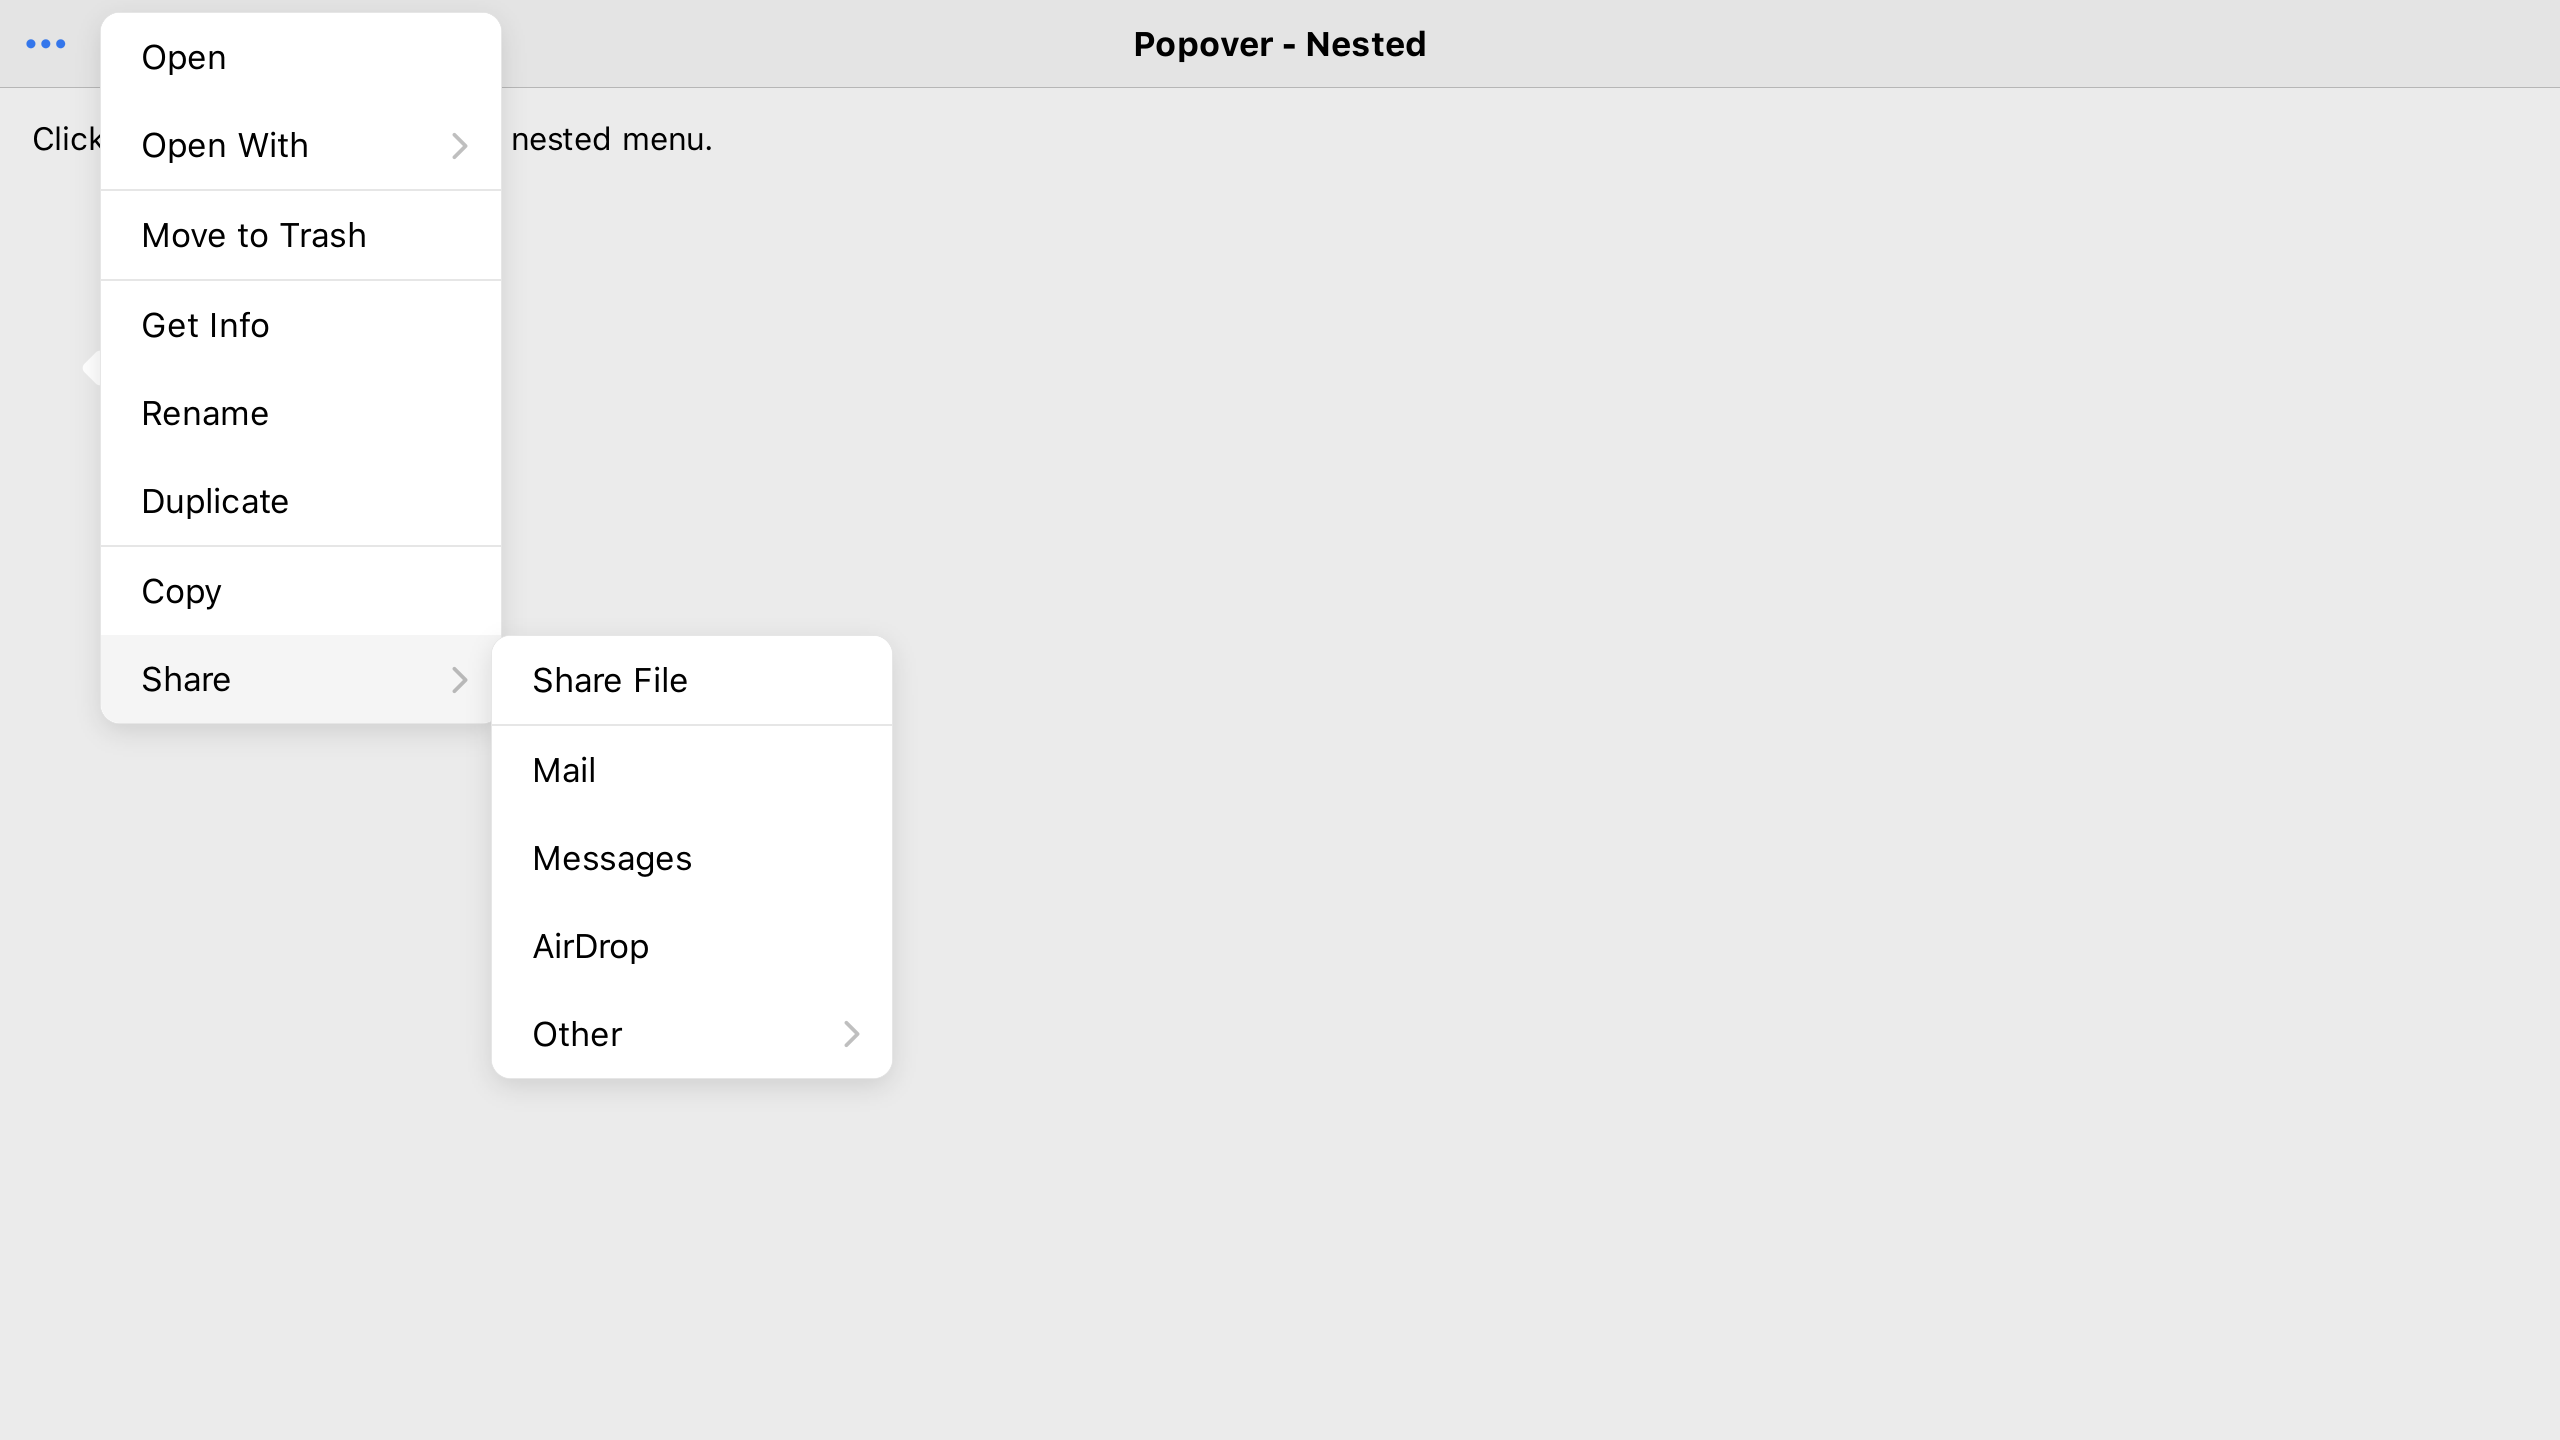 Popover - Nested
Click
nested menu.
Open
Open With
Move to Trash
Get Info
Rename
Duplicate
Copy
Share
Share File
Mail
Messages
AirDrop
Other